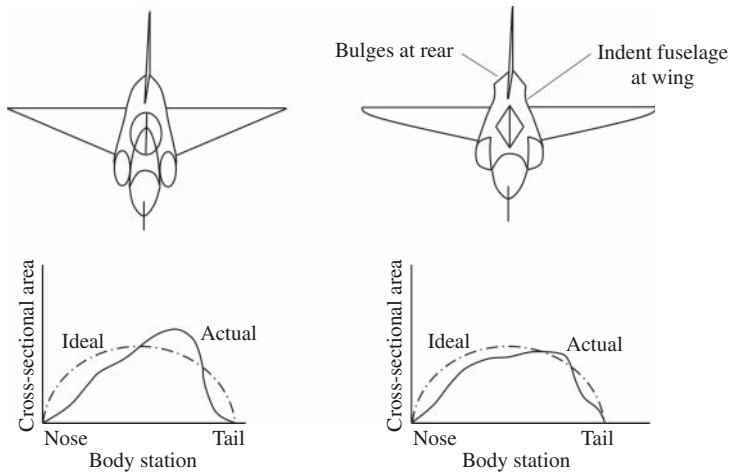 Bulges at rear
Indent fuselage
at wing
Cross-sectional area
Ideal
Actual
Nose
Tail
Body station
Cross-sectional area
Ideal
Actual
Nose
Tail
Body station